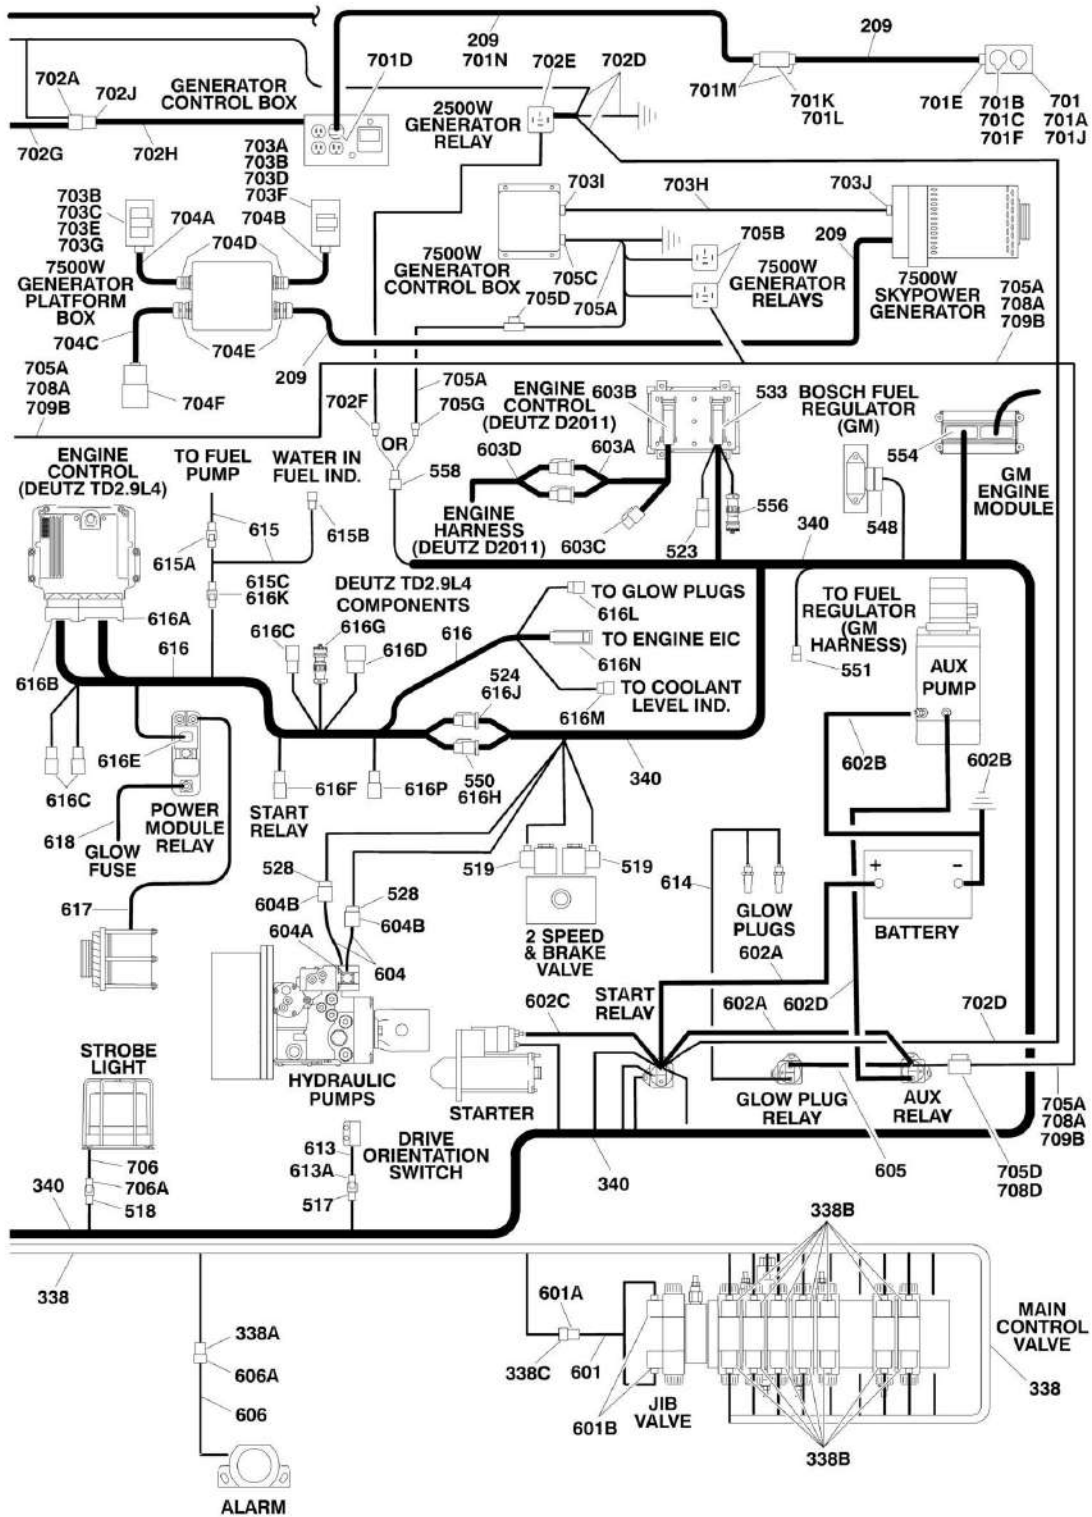 209
701N
701D
702E
702D
209
702A
702J
GENERATOR
CONTROL BOX
2500W
GENERATOR
RELAY
701M
701K
701L
701E
701B
701C
701F
701
701A
701J
702G
702H
703A
703B
703D
703F
703B
703C
703E
703G
704A
704B
704D
703I
703H
703J
7500W
GENERATOR
PLATFORM
BOX
7500W
GENERATOR
CONTROL BOX
705C
705B
209
705D
705A
7500W
GENERATOR
RELAYS
7500W
SKYPOWER
GENERATOR
705A
708A
709B
704C
704E
209
704F
705A
708A
709B
702F
705A
705G
OR
558
ENGINE
CONTROL
(DEUTZ D2011)
603B
533
603D
603A
BOSCH FUEL
REGULATOR
(GM)
554
GM
ENGINE
MODULE
ENGINE
CONTROL
(DEUTZ TD2.9L4)
TO FUEL
PUMP
WATER IN
FUEL IND.
615
615B
615A
ENGINE
HARNESS
(DEUTZ D2011)
603C
523
556
340
548
615C
616K
DEUTZ TD2.9L4
COMPONENTS
616A
616
616B
616C
616G
616D
616
TO GLOW PLUGS
616L
TO ENGINE EIC
616N
TO COOLANT
LEVEL IND.
616M
TO FUEL
REGULATOR
(GM
HARNESS)
551
AUX
PUMP
524
616J
616E
616C
618
GLOW
FUSE
POWER
MODULE
RELAY
START
RELAY
616F
616P
550
616H
340
602B
602B
617
528
604B
528
604B
604A
604
519
519
2 SPEED
& BRAKE
VALVE
614
GLOW
PLUGS
+
-
BATTERY
602A
602C
START
RELAY
602A
602D
702D
STROBE
LIGHT
HYDRAULIC
PUMPS
STARTER
GLOW PLUG
RELAY
AUX
RELAY
705A
708A
709B
706
706A
340
518
613
613A
517
DRIVE
ORIENTATION
SWITCH
340
605
705D
708D
338
338B
601A
338A
606A
606
338C
601
601B
JIB
VALVE
MAIN
CONTROL
VALVE
338
338B
ALARM